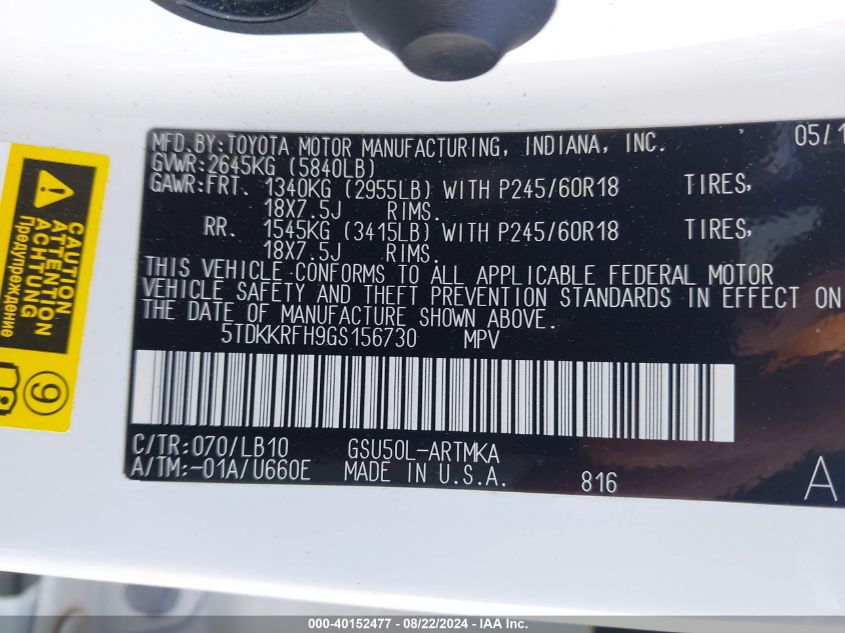 MFD.BY:TOYOTA MOTOR MANUFACTURING, INDIANA, INC. 05/1
GVWR:2645KG (5840LB)
GAWR:FRT. 1340KG (2955LB) WITH P245/60R18 TIRES,
18X7.5J RIMS.
RR. 1545KG (3415LB) WITH P245/60R18 TIRES,
18X7.5J RIMS.
THIS VEHICLE CONFORMS TO ALL APPLICABLE FEDERAL MOTOR
VEHICLE SAFETY AND THEFT PREVENTION STANDARDS IN EFFECT ON
THE DATE OF MANUFACTURE SHOWN ABOVE.
5TDKKRFH9GS156730 MPV
C/TR:070/LB10 GSU50L-ARTMKA
A/TM:-01A/U660E MADE IN U.S.A. 816 A
CAUTION
ATTENTION
ACHTUNG
Предупреждение
9
000-40152477 - 08/22/2024 - IAA Inc.